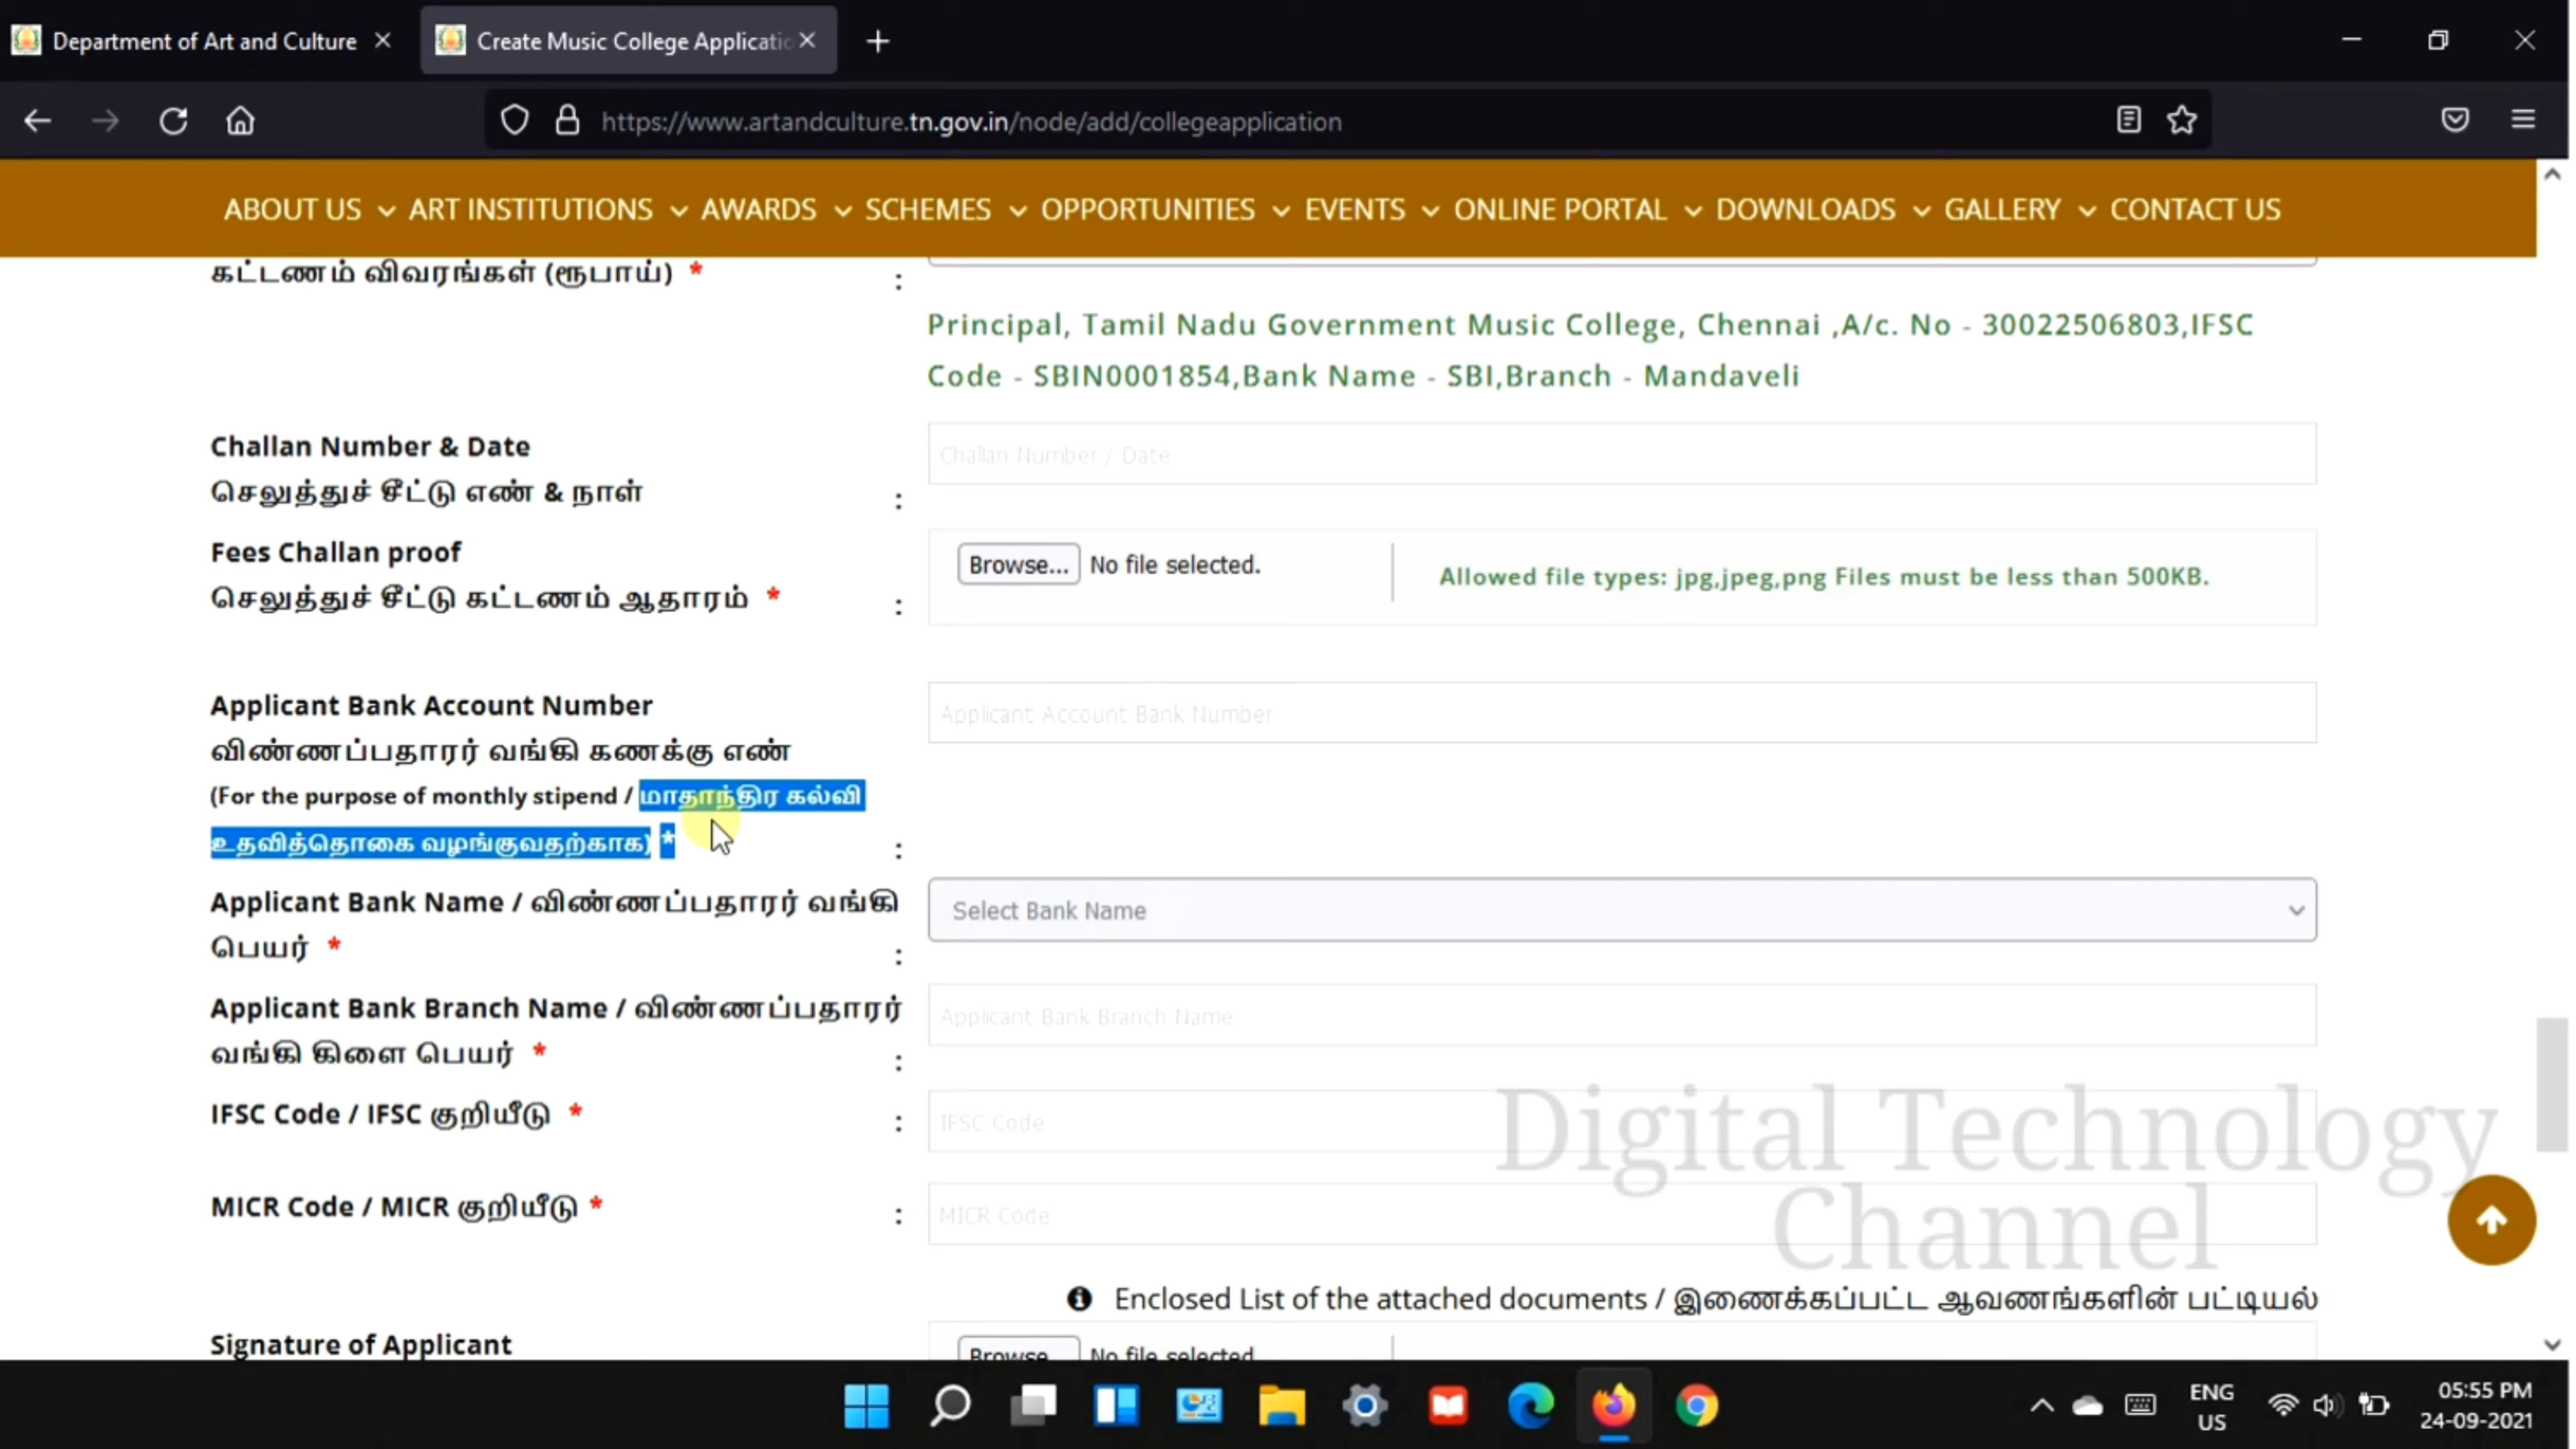 Department of Art and Culture
Create Music College Applicatio
https://www.artandculture.tn.gov.in/node/add/collegeapplication
ABOUT US ART INSTITUTIONS AWARDS SCHEMES OPPORTUNITIES EVENTS ONLINE PORTAL DOWNLOADS GALLERY CONTACT US
கட்டணம் விவரங்கள் (ரூபாய்) * :
Principal, Tamil Nadu Government Music College, Chennai ,A/c. No - 30022506803,IFSC
Code - SBIN0001854,Bank Name - SBI,Branch - Mandaveli
Challan Number & Date
Challan Number / Date
செலுத்துச் சீட்டு எண் & நாள் :
Fees Challan proof
Browse... No file selected.
Allowed file types: jpg,jpeg,png Files must be less than 500KB.
செலுத்துச் சீட்டு கட்டணம் ஆதாரம் * :
Applicant Bank Account Number
Applicant Account Bank Number
விண்ணப்பதாரர் வங்கி கணக்கு எண்
(For the purpose of monthly stipend / மாதாந்திர கல்வி
உதவித்தொகை வழங்குவதற்காக) * :
Applicant Bank Name / விண்ணப்பதாரர் வங்கி
Select Bank Name
பெயர் * :
Applicant Bank Branch Name / விண்ணப்பதாரர்
Applicant Bank Branch Name
வங்கி கிளை பெயர் * :
IFSC Code / IFSC குறியீடு * :
IFSC Code
MICR Code / MICR குறியீடு * :
MICR Code
Digital Technology
Channel
Enclosed List of the attached documents / இணைக்கப்பட்ட ஆவணங்களின் பட்டியல்
Signature of Applicant
Browse... No file selected.
ENG
US
05:55 PM
24-09-2021